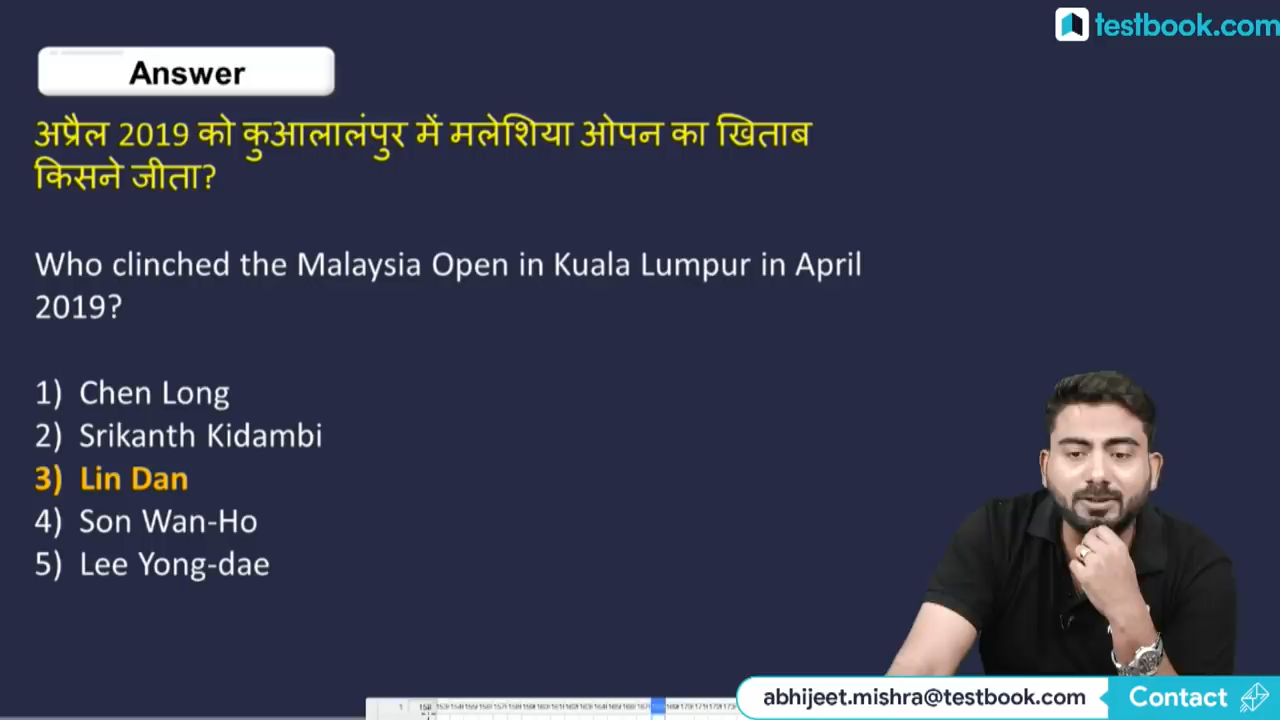 testbook.com
Answer
अप्रैल 2019 को कुआलालंपुर में मलेशिया ओपन का खिताब
किसने जीता?
Who clinched the Malaysia Open in Kuala Lumpur in April
2019?
1) Chen Long
2) Srikanth Kidambi
3) Lin Dan
4) Son Wan-Ho
5) Lee Yong-dae
abhijeet.mishra@testbook.com Contact